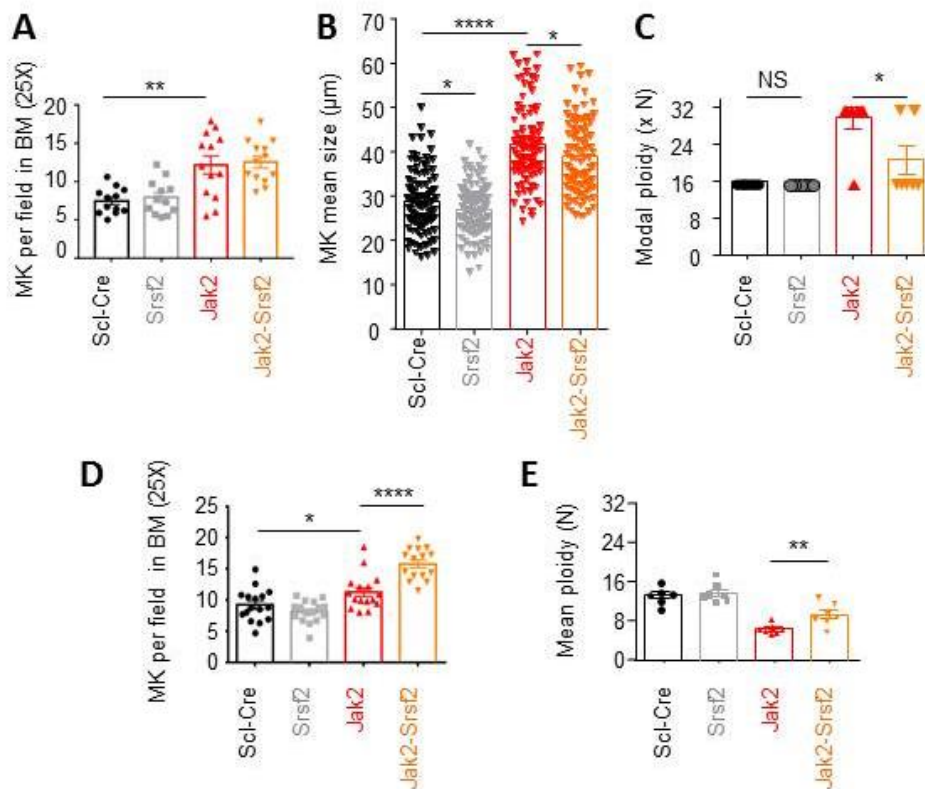 A
MK per field in BM (25X)
20
15
10
5
0
**
Scl-Cre
Srsf2
Jak2
Jak2-Srsf2
B
MK mean size (µm)
70
60
50
40
30
20
10
0
****
*
*
Scl-Cre
Srsf2
Jak2
Jak2-Srsf2
C
Modal ploidy (x N)
32
24
16
8
0
NS
*
Scl-Cre
Srsf2
Jak2
Jak2-Srsf2
D
MK per field in BM (25X)
25
20
15
10
5
0
*
****
Scl-Cre
Srsf2
Jak2
Jak2-Srsf2
E
Mean ploidy (N)
32
24
16
8
0
**
Scl-Cre
Srsf2
Jak2
Jak2-Srsf2